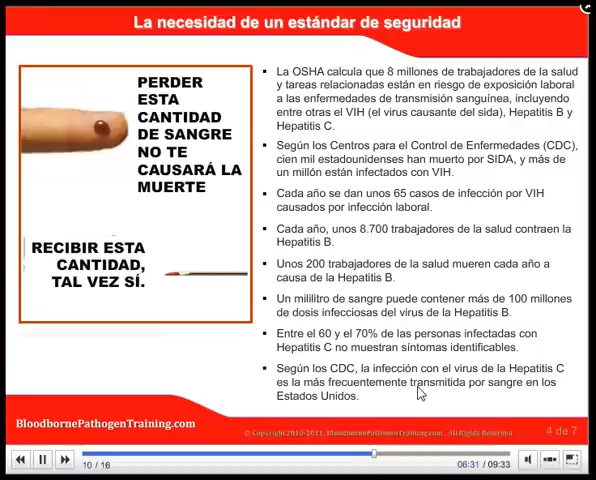 La necesidad de un estándar de seguridad
PERDER
ESTA
CANTIDAD
DE SANGRE
NO TE
CAUSARÁ LA
MUERTE
RECIBIR ESTA
CANTIDAD,
TAL VEZ SÍ.
▪ La OSHA calcula que 8 millones de trabajadores de la salud
y tareas relacionadas están en riesgo de exposición laboral
a las enfermedades de transmisión sanguínea, incluyendo
entre otras el VIH (el virus causante del sida), Hepatitis B y
Hepatitis C.
▪ Según los Centros para el Control de Enfermedades (CDC),
cien mil estadounidenses han muerto por SIDA, y más de
un millón están infectados con VIH.
▪ Cada año se dan unos 65 casos de infección por VIH
causados por infección laboral.
▪ Cada año, unos 8.700 trabajadores de la salud contraen la
Hepatitis B.
▪ Unos 200 trabajadores de la salud mueren cada año a
causa de la Hepatitis B.
▪ Un mililitro de sangre puede contener más de 100 millones
de dosis infecciosas del virus de la Hepatitis B.
▪ Entre el 60 y el 70% de las personas infectadas con
Hepatitis C no muestran síntomas identificables.
▪ Según los CDC, la infección con el virus de la Hepatitis C
es la más frecuentemente transmitida por sangre en los
Estados Unidos.
BloodbornePathogenTraining.com
© Copyright 2010-2011, BloodbornePathogenTraining.com, All Rights Reserved
4 de 7
10 / 16
06:31 / 09:33